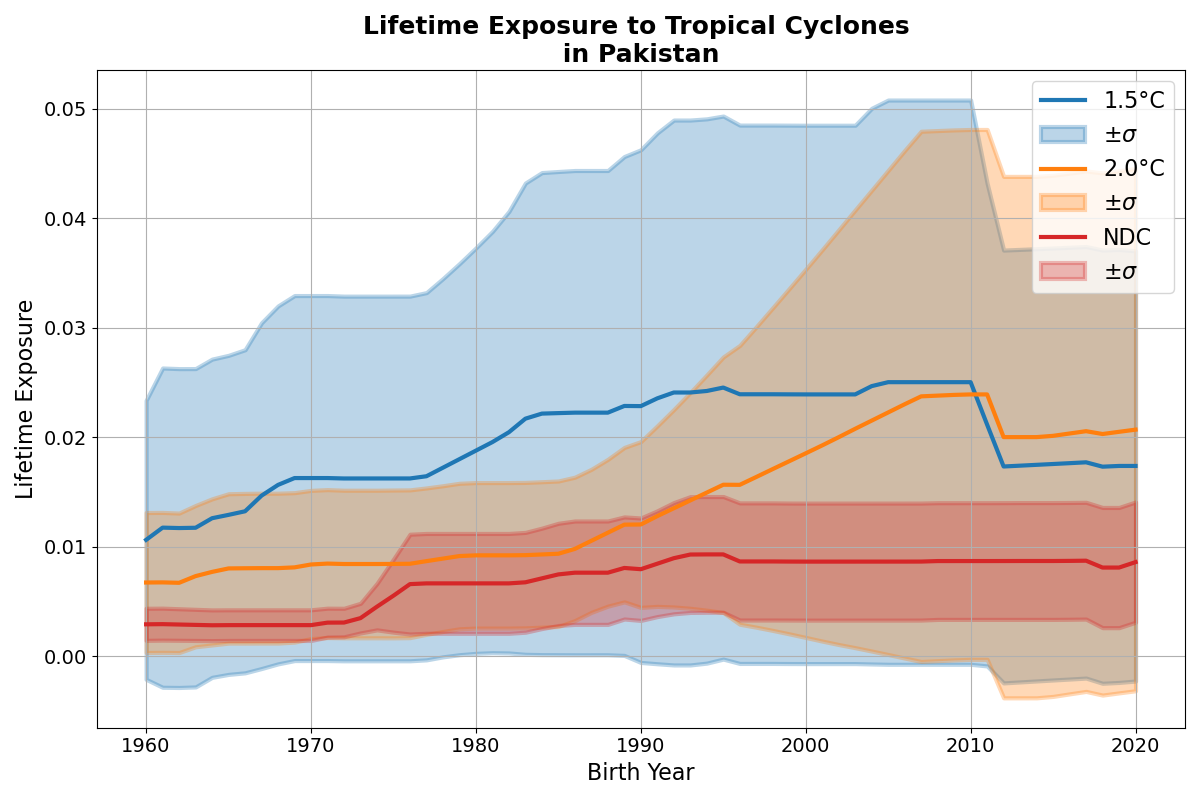 Lifetime Exposure to Tropical Cyclones
in Pakistan
Lifetime Exposure
0.05
0.04
0.03
0.02
0.01
0.00
1960
1970
1980
1990
2000
2010
2020
Birth Year
1.5°C
±σ
2.0°C
±σ
NDC
±σ